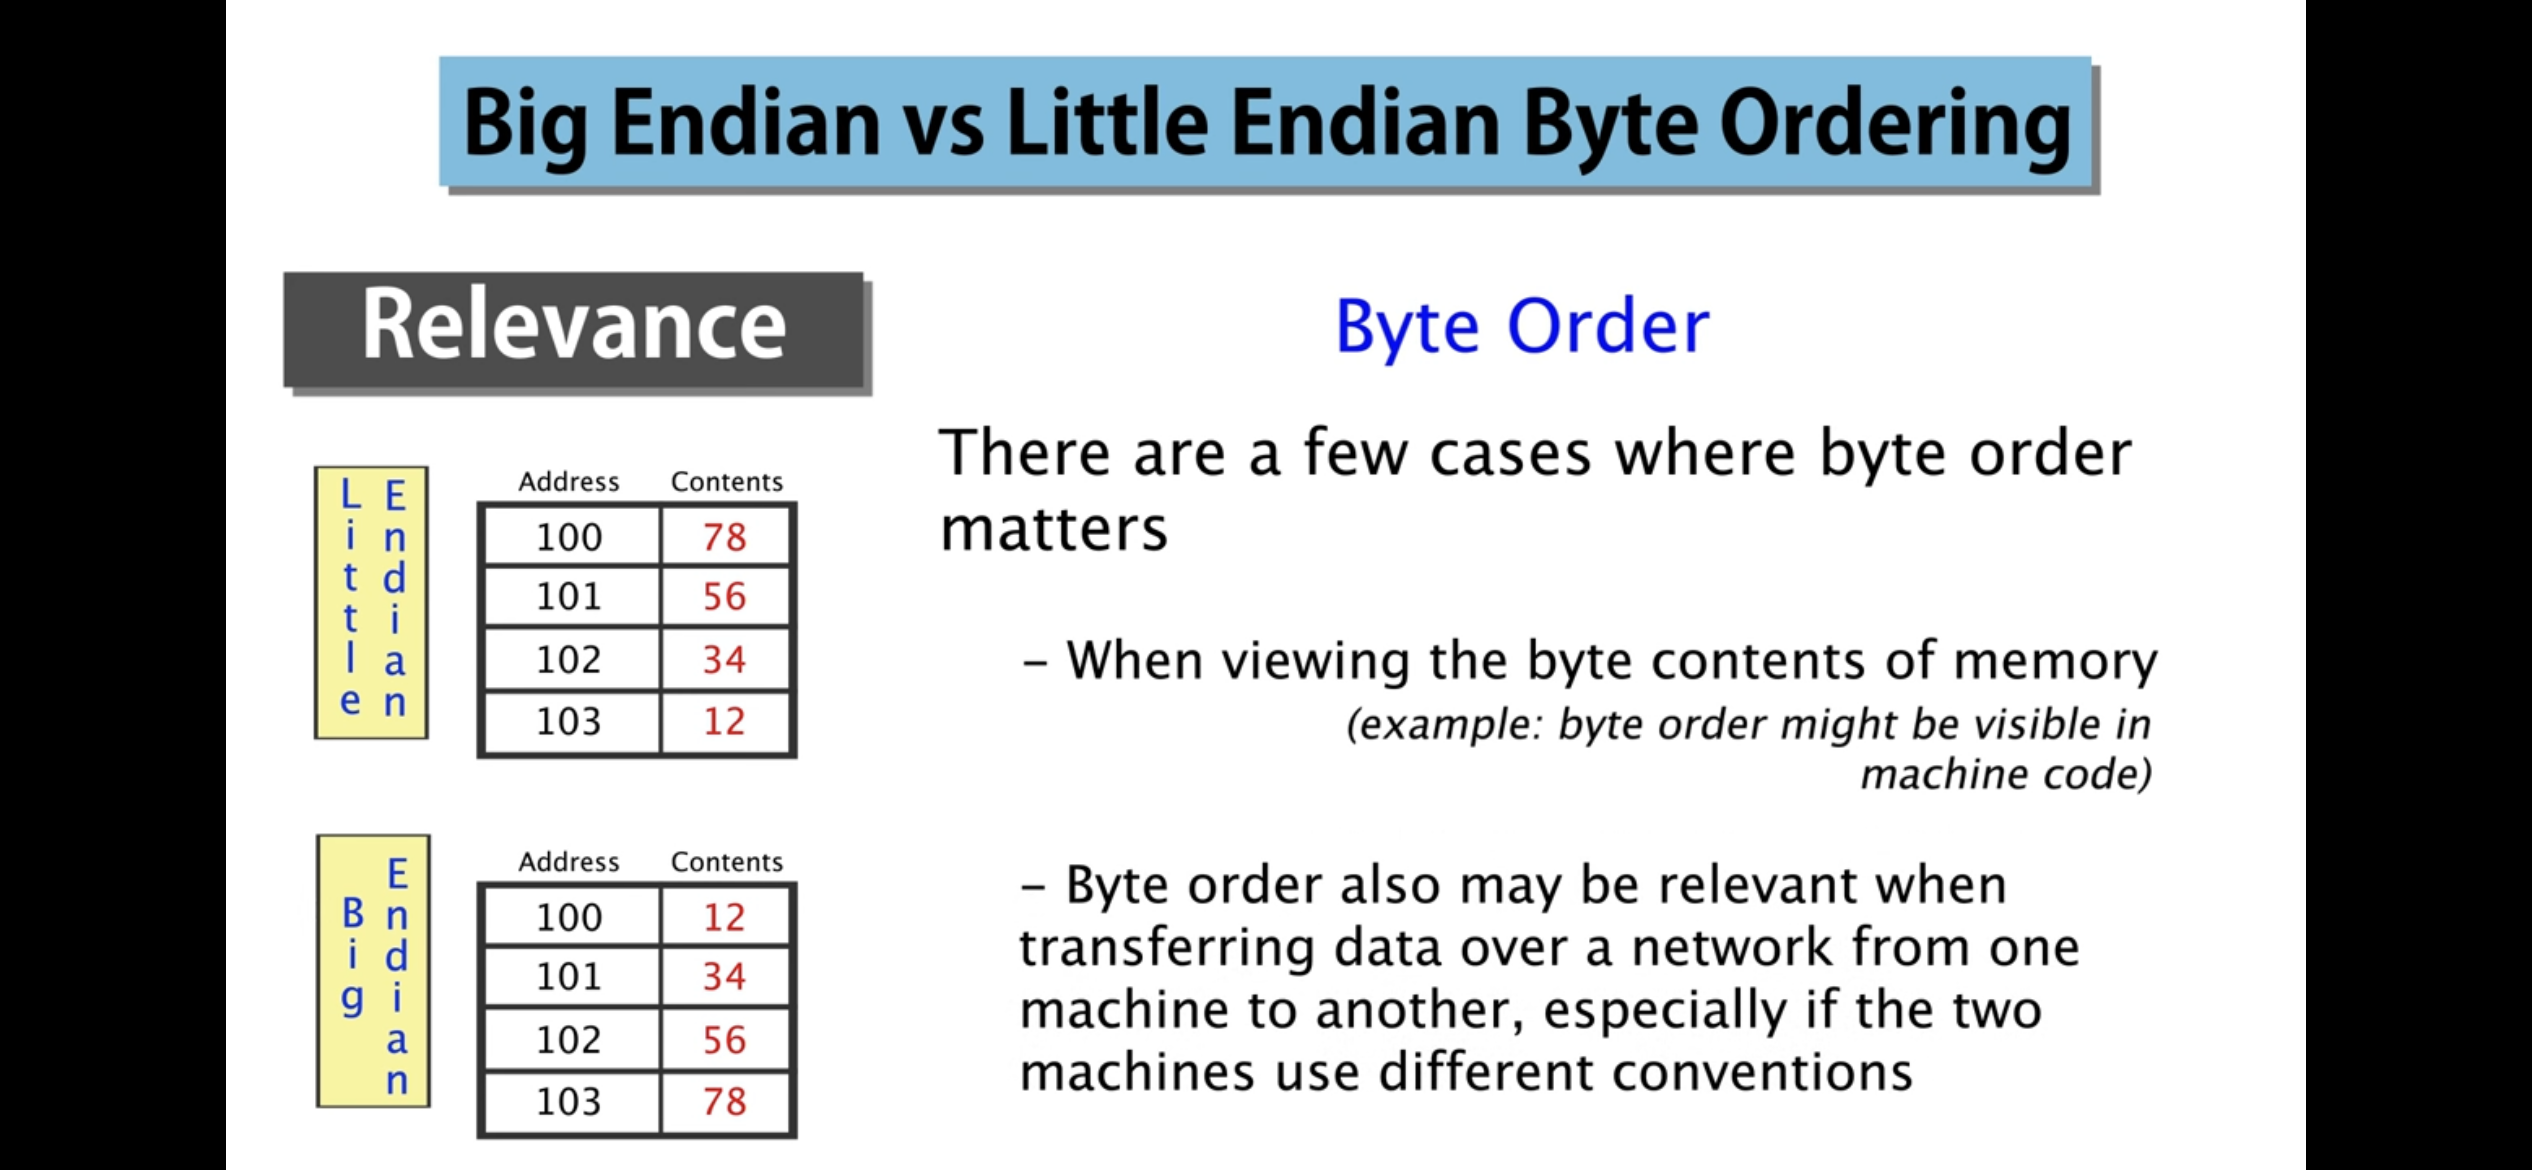 Big Endian vs Little Endian Byte Ordering
Relevance
Little Endian
Address Contents
100 78
101 56
102 34
103 12
Big Endian
Address Contents
100 12
101 34
102 56
103 78
Byte Order
There are a few cases where byte order
matters
– When viewing the byte contents of memory
(example: byte order might be visible in
machine code)
– Byte order also may be relevant when
transferring data over a network from one
machine to another, especially if the two
machines use different conventions